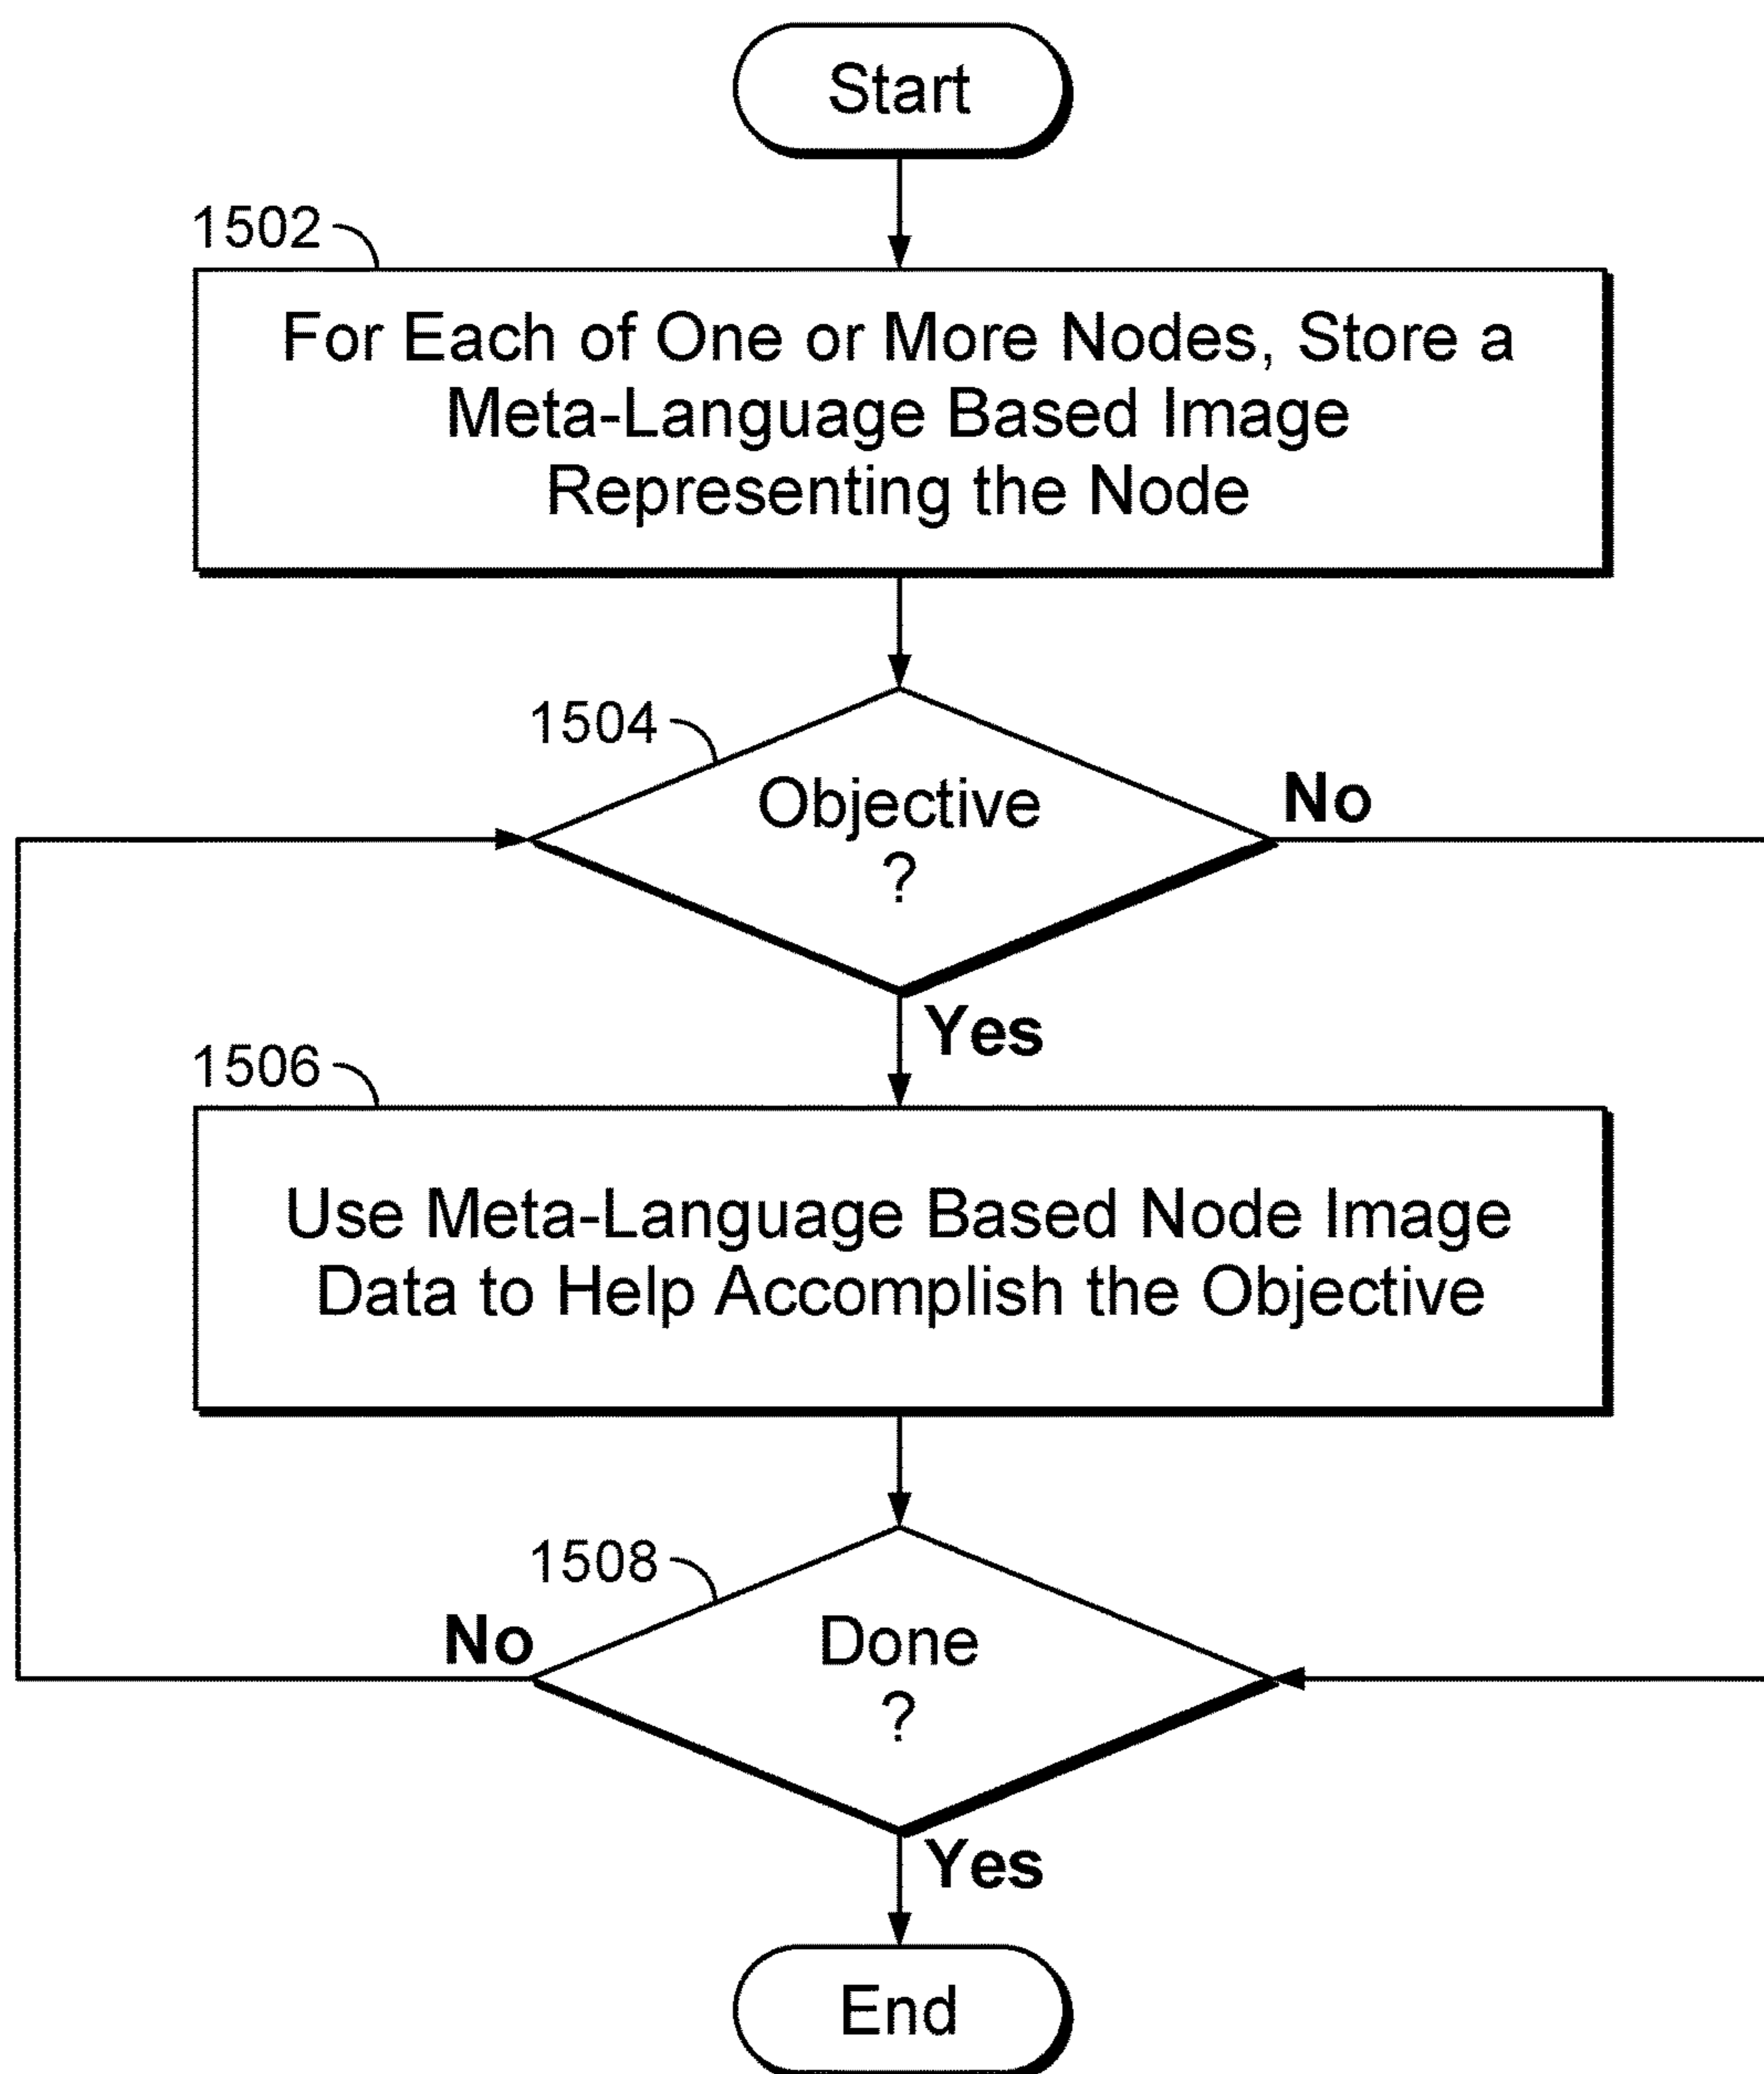 Start
1502
For Each of One or More Nodes, Store a
Meta-Language Based Image
Representing the Node
1504
Objective
?
No
Yes
1506
Use Meta-Language Based Node Image
Data to Help Accomplish the Objective
1508
Done
?
No
Yes
End